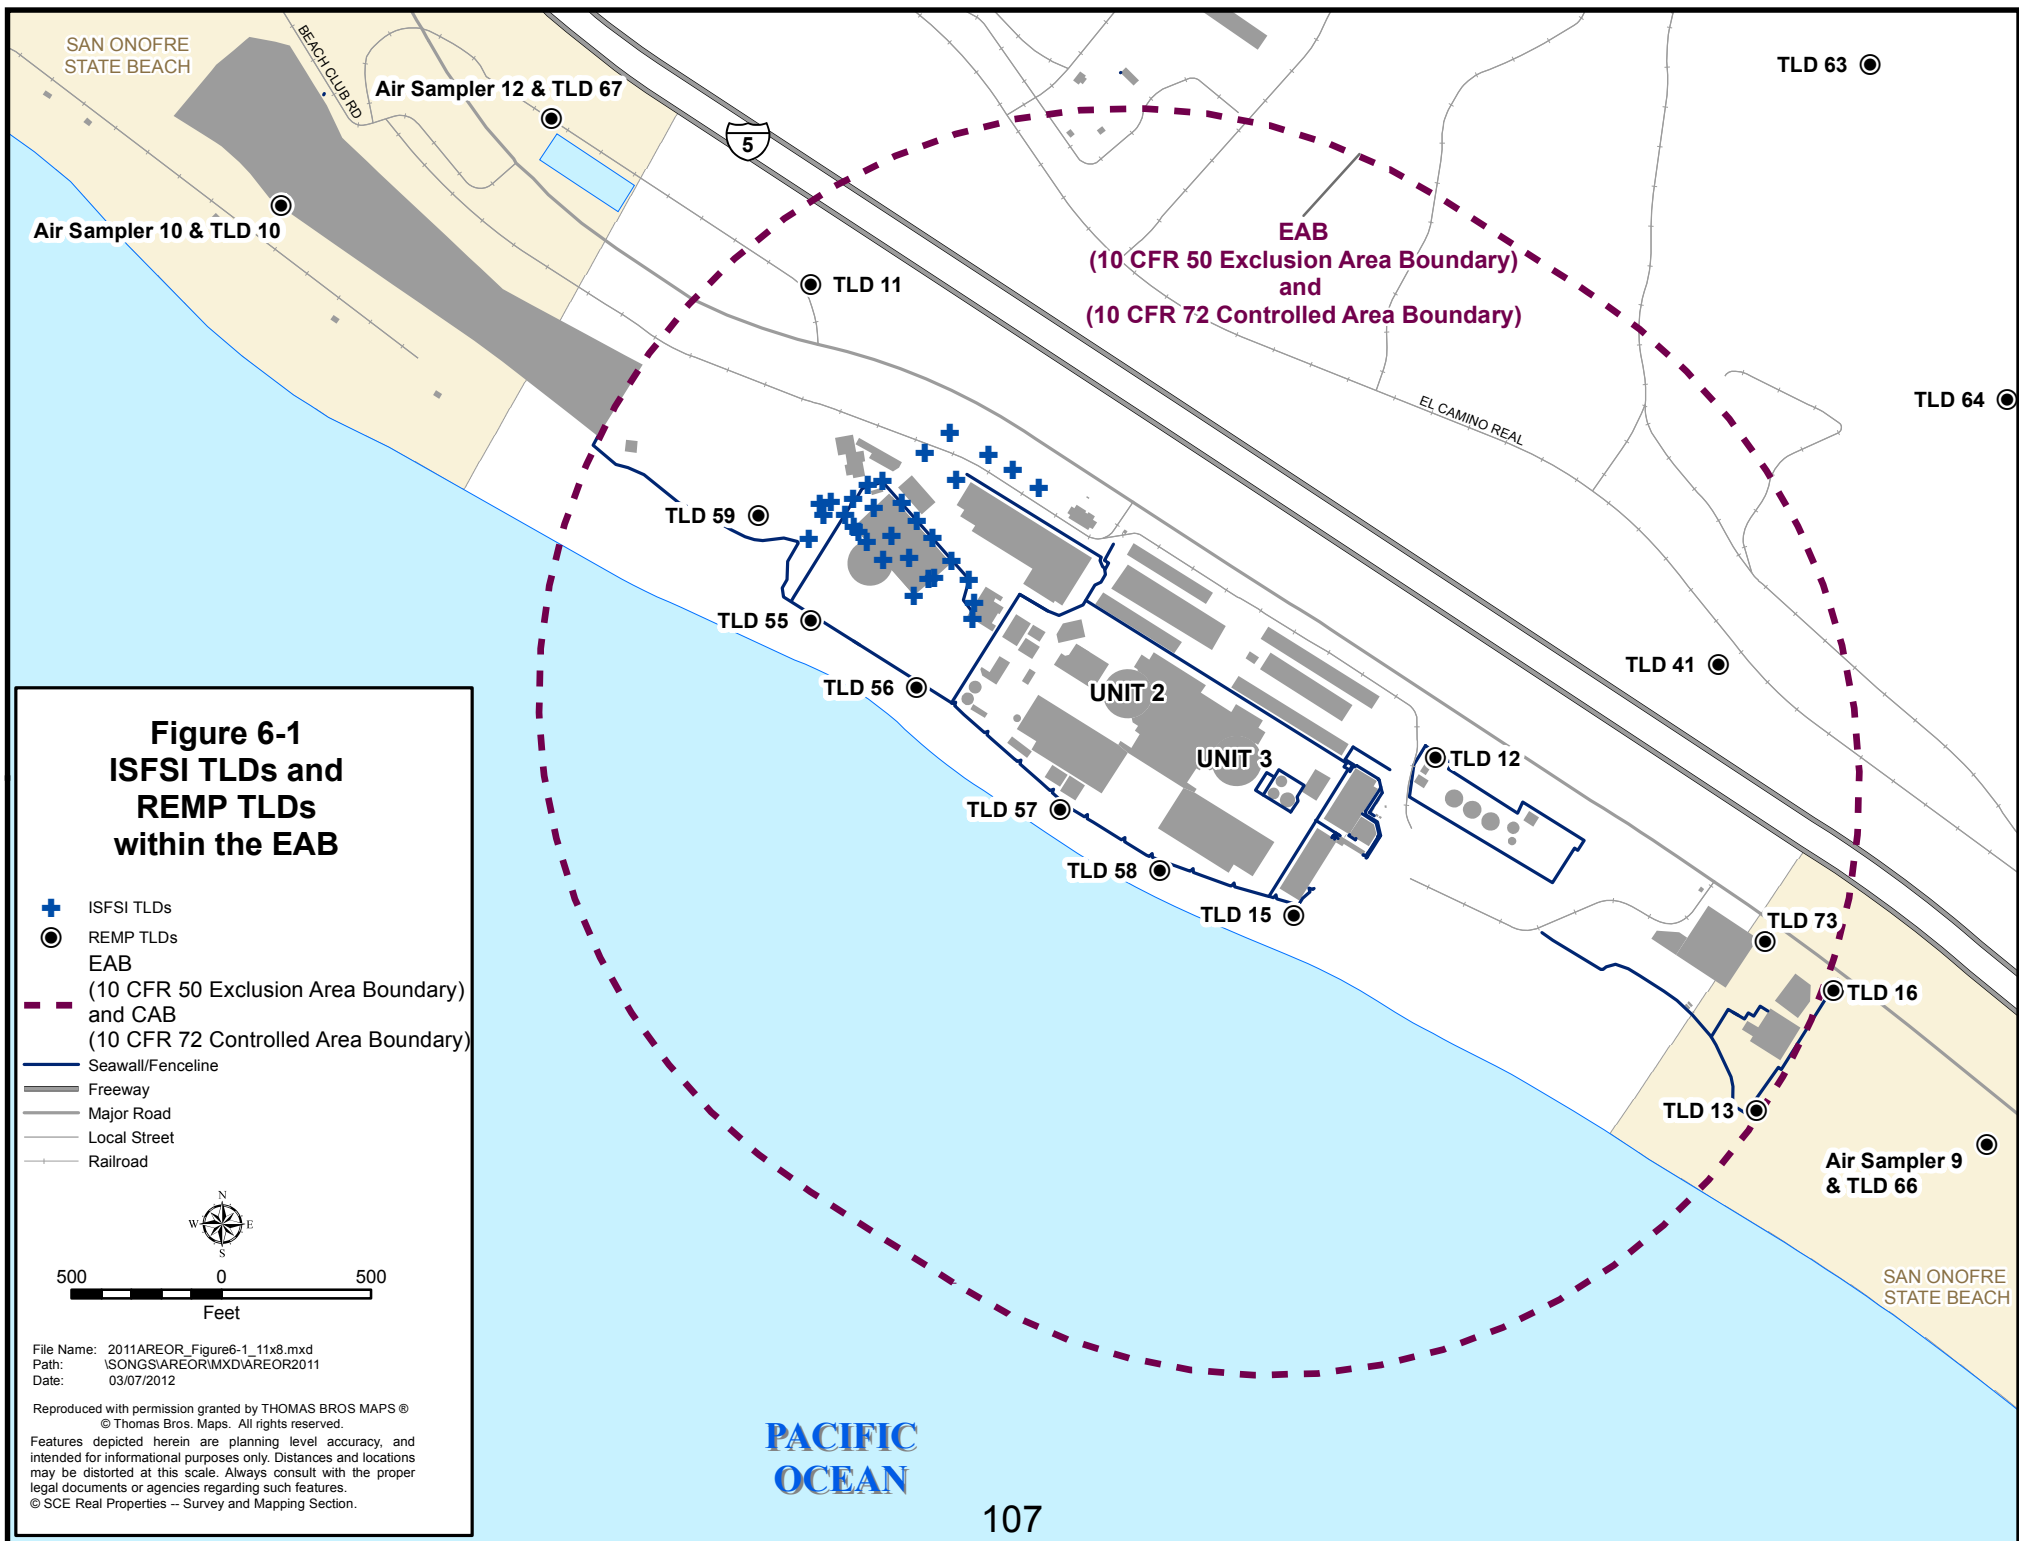 SAN ONOFRE
STATE BEACH
BEACH CLUB RD
Air Sampler 12 & TLD 67
5
TLD 63
Air Sampler 10 & TLD 10
TLD 11
EAB
(10 CFR 50 Exclusion Area Boundary)
and
(10 CFR 72 Controlled Area Boundary)
TLD 64
EL CAMINO REAL
TLD 59
TLD 55
TLD 56
UNIT 2
TLD 41
UNIT 3
TLD 12
TLD 57
TLD 58
TLD 15
TLD 73
TLD 16
TLD 13
Air Sampler 9
& TLD 66
SAN ONOFRE
STATE BEACH
Figure 6-1
ISFSI TLDs and
REMP TLDs
within the EAB
ISFSI TLDs
REMP TLDs
EAB
(10 CFR 50 Exclusion Area Boundary)
and CAB
(10 CFR 72 Controlled Area Boundary)
Seawall/Fenceline
Freeway
Major Road
Local Street
Railroad
N
W E
S
500 0 500
Feet
File Name: 2011AREOR_Figure6-1_11x8.mxd
Path: \SONGS\AREOR\MXD\AREOR2011
Date: 03/07/2012
Reproduced with permission granted by THOMAS BROS MAPS ®
© Thomas Bros. Maps. All rights reserved.
Features depicted herein are planning level accuracy, and
intended for informational purposes only. Distances and locations
may be distorted at this scale. Always consult with the proper
legal documents or agencies regarding such features.
© SCE Real Properties -- Survey and Mapping Section.
PACIFIC
OCEAN
107